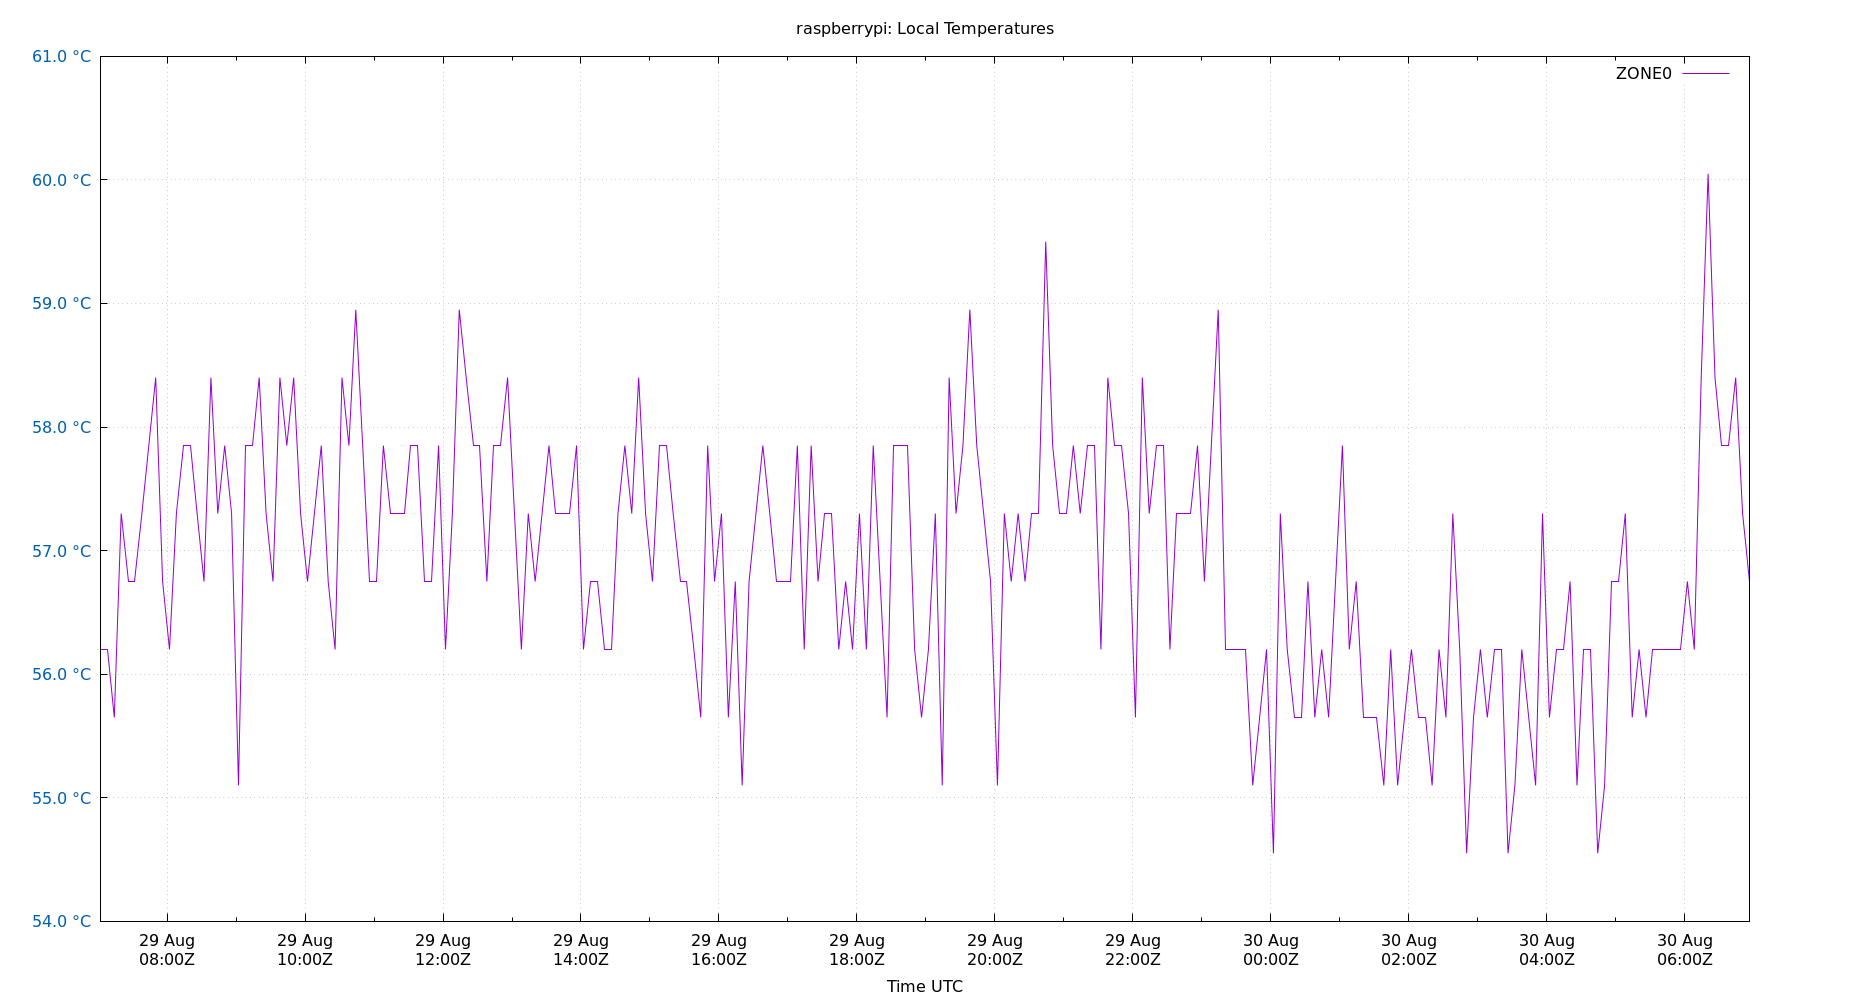 raspberrypi: Local Temperatures
61.0 °C
ZONE0
60.0 °C
59.0 °C
58.0 °C
57.0 °C
56.0 °C
55.0 °C
54.0 °C
29 Aug 29 Aug 29 Aug 29 Aug 29 Aug 29 Aug 29 Aug 29 Aug 30 Aug 30 Aug 30 Aug 30 Aug
08:00Z 10:00Z 12:00Z 14:00Z 16:00Z 18:00Z 20:00Z 22:00Z 00:00Z 02:00Z 04:00Z 06:00Z
Time UTC